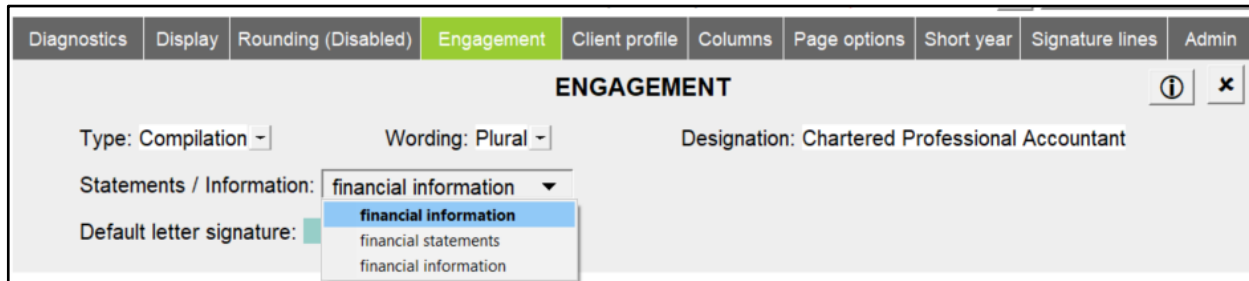 Diagnostics Display Rounding (Disabled) Engagement Client profile Columns Page options Short year Signature lines Admin
ENGAGEMENT
Type: Compilation Wording: Plural Designation: Chartered Professional Accountant
Statements / Information: financial information
financial information
Default letter signature:
financial statements
financial information